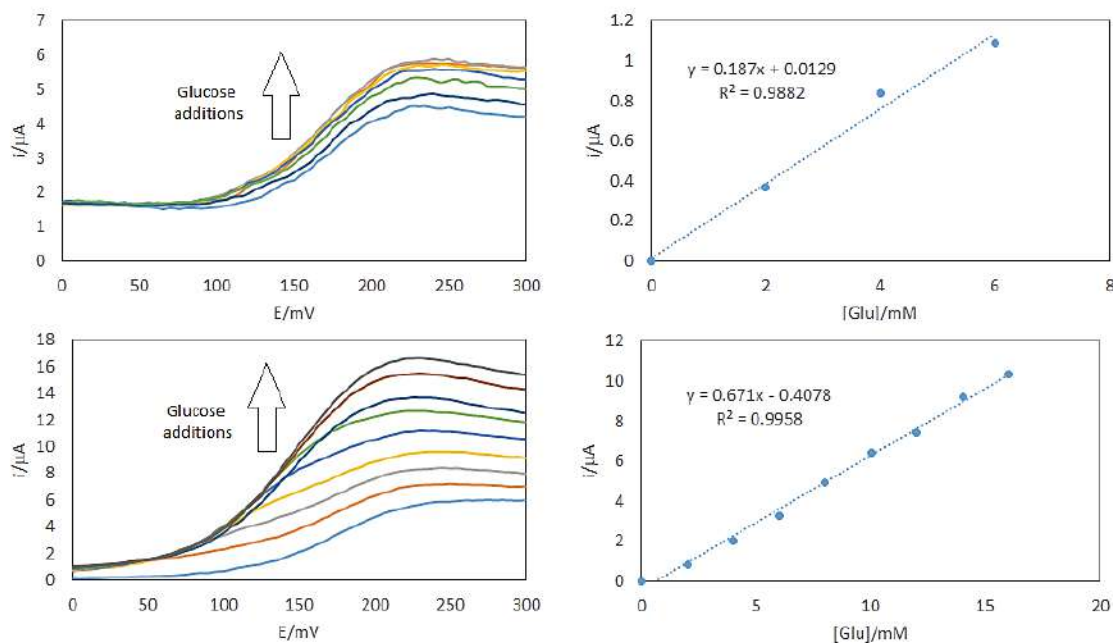 7
6
5
4
3
2
1
0
i/µA
Glucose
additions
0 50 100 150 200 250 300
E/mV
1.2
1
0.8
0.6
0.4
0.2
0
i/µA
y = 0.187x + 0.0129
R² = 0.9882
0 2 4 6 8
[Glu]/mM
18
16
14
12
10
8
6
4
2
0
i/µA
Glucose
additions
0 50 100 150 200 250 300
E/mV
12
10
8
6
4
2
0
i/µA
y = 0.671x - 0.4078
R² = 0.9958
0 5 10 15 20
[Glu]/mM